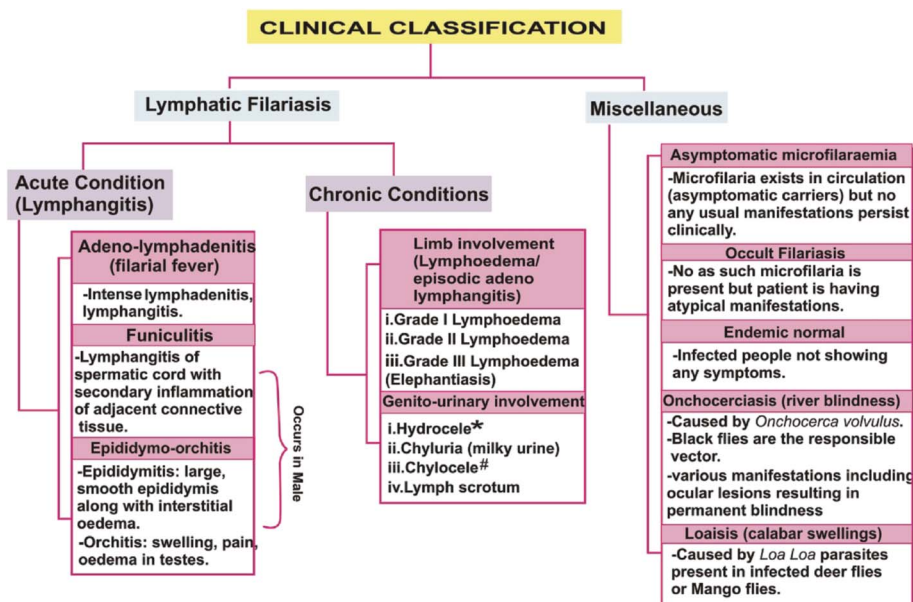 CLINICAL CLASSIFICATION
Lymphatic Filariasis
Acute Condition
(Lymphangitis)
Adeno-lymphadenitis
(filarial fever)
-Intense lymphadenitis,
lymphangitis.
Funiculitis
-Lymphangitis of
spermatic cord with
secondary inflammation
of adjacent connective
tissue.
Epididymo-orchitis
-Epididymitis: large,
smooth epididymis
along with interstitial
oedema.
-Orchitis: swelling, pain,
oedema in testes.
Occurs in Male
Chronic Conditions
Limb involvement
(Lymphoedema/
episodic adeno
lymphangitis)
i.Grade I Lymphoedema
ii.Grade II Lymphoedema
iii.Grade III Lymphoedema
(Elephantiasis)
Genito-urinary involvement
i.Hydrocele*
ii.Chyluria (milky urine)
iii.Chylocele#
iv.Lymph scrotum
Miscellaneous
Asymptomatic microfilaraemia
-Microfilaria exists in circulation
(asymptomatic carriers) but no
any usual manifestations persist
clinically.
Occult Filariasis
-No as such microfilaria is
present but patient is having
atypical manifestations.
Endemic normal
-Infected people not showing
any symptoms.
Onchocerciasis (river blindness)
-Caused by Onchocerca volvulus.
-Black flies are the responsible
vector.
-various manifestations including
ocular lesions resulting in
permanent blindness
Loaisis (calabar swellings)
-Caused by Loa Loa parasites
present in infected deer flies
or Mango flies.